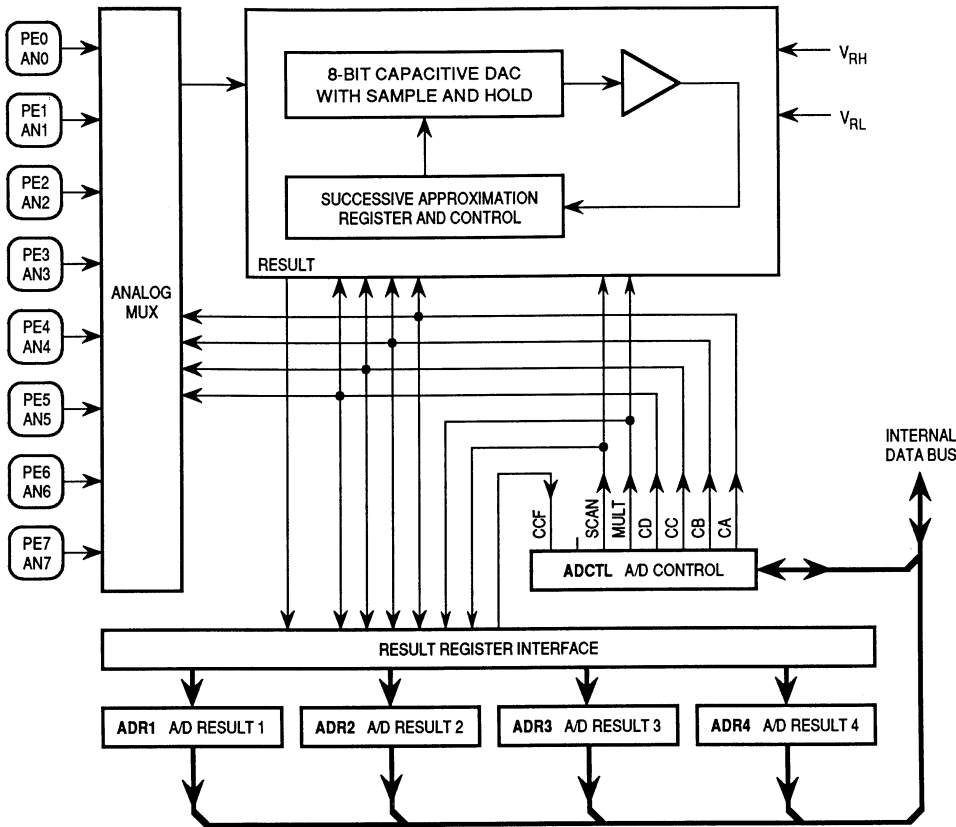 PE0
AN0
PE1
AN1
PE2
AN2
PE3
AN3
PE4
AN4
PE5
AN5
PE6
AN6
PE7
AN7
ANALOG
MUX
8-BIT CAPACITIVE DAC
WITH SAMPLE AND HOLD
SUCCESSIVE APPROXIMATION
REGISTER AND CONTROL
RESULT
VRH
VRL
INTERNAL
DATA BUS
CCF
SCAN
MULT
CD
CC
CB
CA
ADCTL A/D CONTROL
RESULT REGISTER INTERFACE
ADR1 A/D RESULT 1
ADR2 A/D RESULT 2
ADR3 A/D RESULT 3
ADR4 A/D RESULT 4